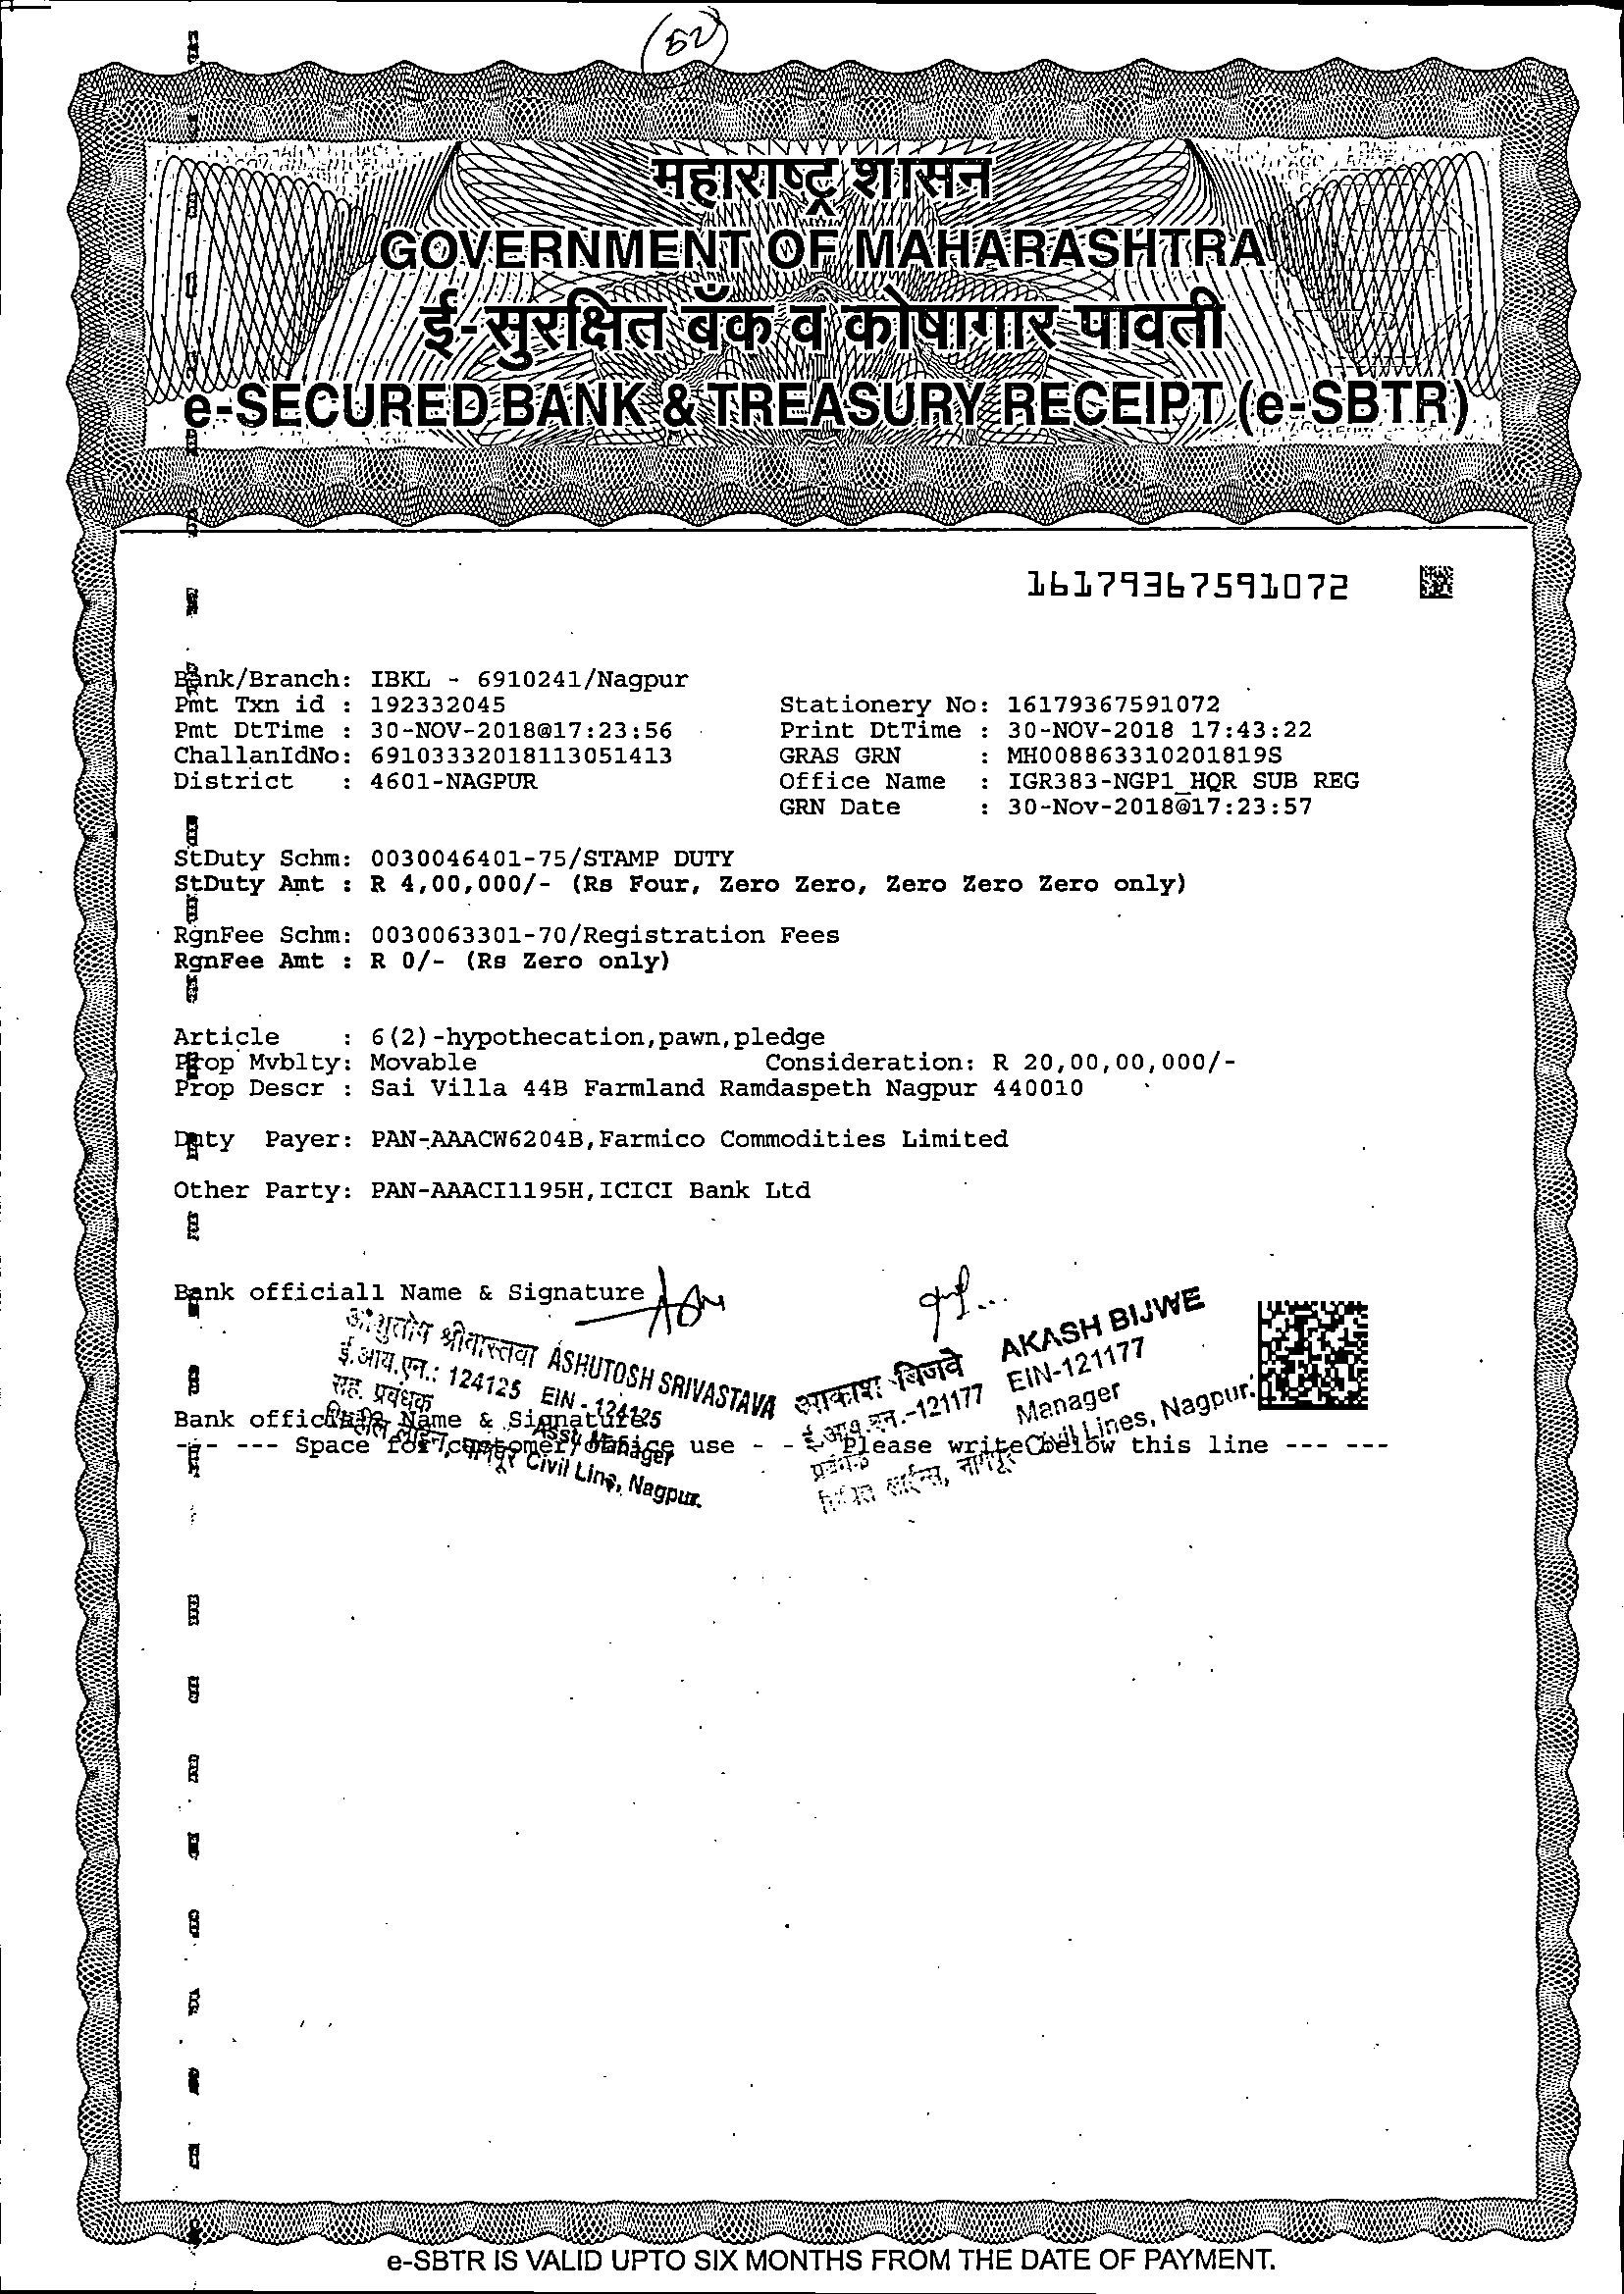 52
महाराष्ट्र शासन
GOVERNMENT OF MAHARASHTRA
ई-सुरक्षित बँक व कोषागार पावती
e-SECURED BANK & TREASURY RECEIPT (e-SBTR)
16179367591072
Bank/Branch: IBKL - 6910241/Nagpur
Pmt Txn id : 192332045 Stationery No: 16179367591072
Pmt DtTime : 30-NOV-2018@17:23:56 Print DtTime : 30-NOV-2018 17:43:22
ChallanIdNo: 69103332018113051413 GRAS GRN : MH008863310201819S
District : 4601-NAGPUR Office Name : IGR383-NGP1_HQR SUB REG
GRN Date : 30-Nov-2018@17:23:57
StDuty Schm: 0030046401-75/STAMP DUTY
StDuty Amt : R 4,00,000/- (Rs Four, Zero Zero, Zero Zero Zero only)
RgnFee Schm: 0030063301-70/Registration Fees
RgnFee Amt : R 0/- (Rs Zero only)
Article : 6(2)-hypothecation,pawn,pledge
Prop Mvblty: Movable Consideration: R 20,00,00,000/-
Prop Descr : Sai Villa 44B Farmland Ramdaspeth Nagpur 440010
Duty Payer: PAN-AAACW6204B,Farmico Commodities Limited
Other Party: PAN-AAACI1195H,ICICI Bank Ltd
Bank officiall Name & Signature
आशुतोष श्रीवास्तवा ASHUTOSH SRIVASTAVA
ई.आय.एन.: 124125 EIN - 124125
सह. प्रबंधक Asst. Manager
सिव्हील लाईन, नागपूर Civil Line, Nagpur.
आकाश बिजवे AKASH BIJWE
ई.आय.एन.-121177 EIN-121177
प्रबंधक Manager
सिविल लाईन्स, नागपूर Civil Lines, Nagpur.
Bank official2 Name & Signature
--- --- Space for customer/office use - - - Please write below this line --- ---
e-SBTR IS VALID UPTO SIX MONTHS FROM THE DATE OF PAYMENT.